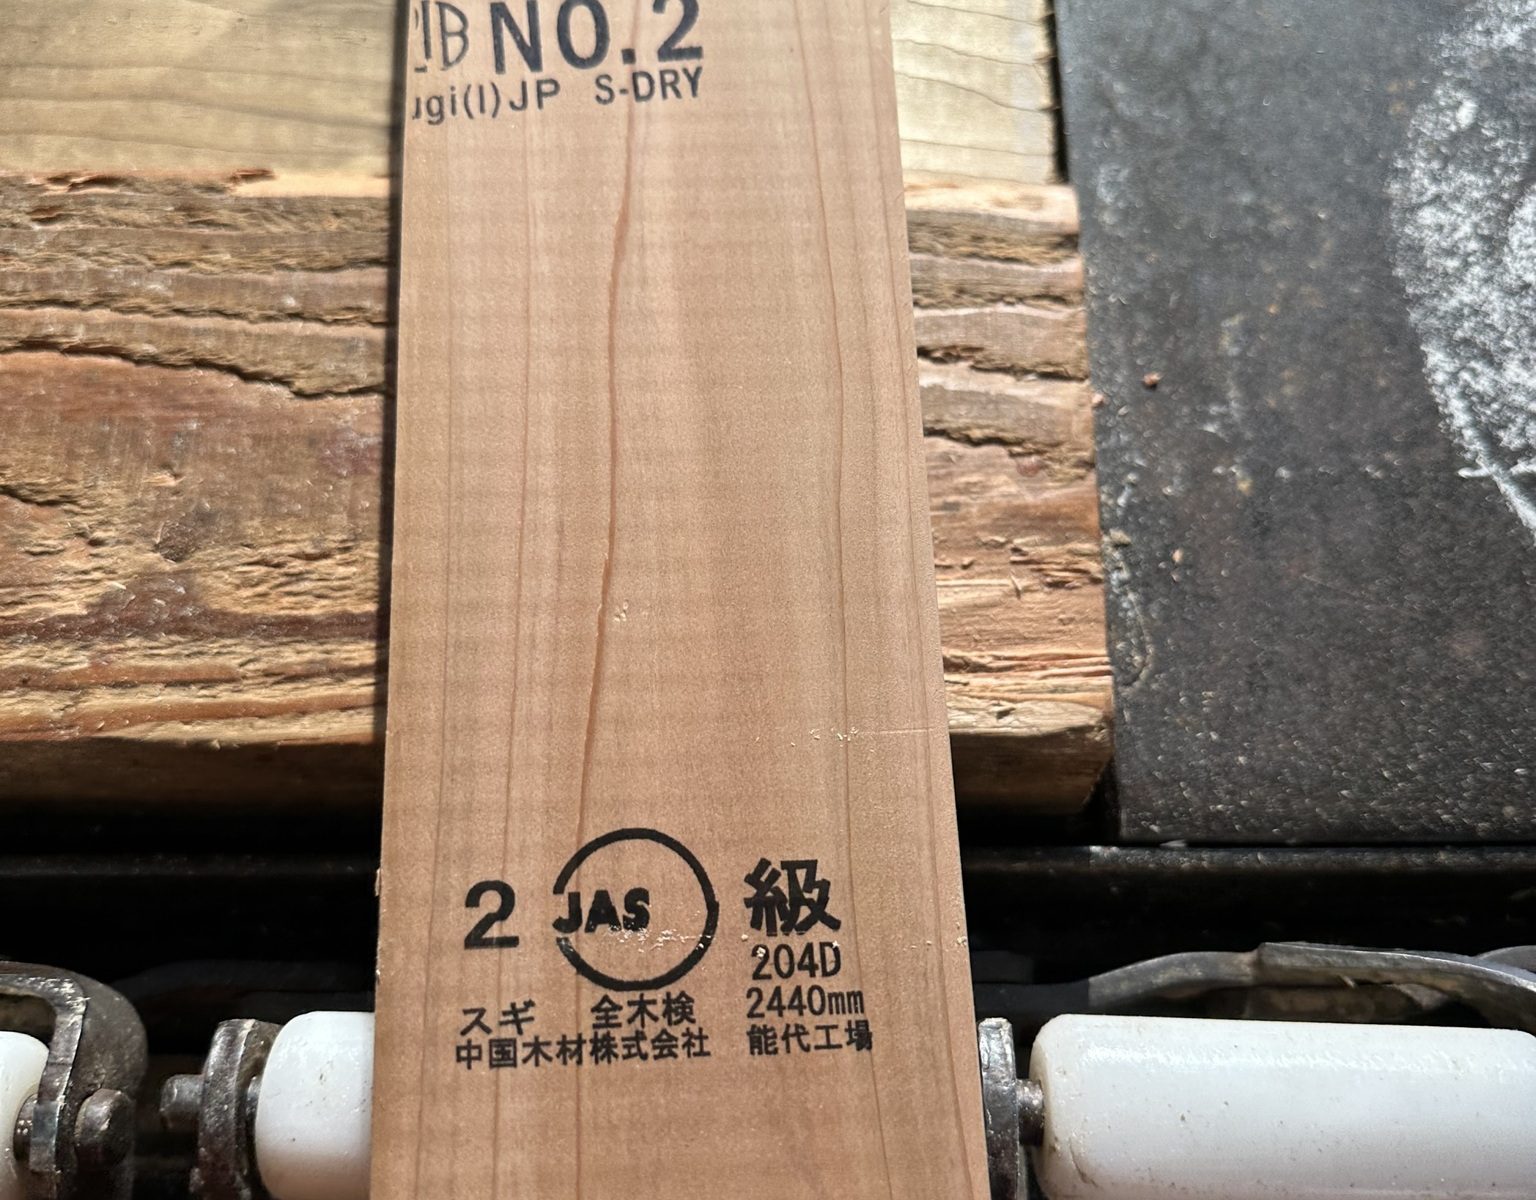 NO.2
JP S-DRY
2 JAS 級
204D
スギ 全木検 2440mm
中国木材株式会社 能代工場